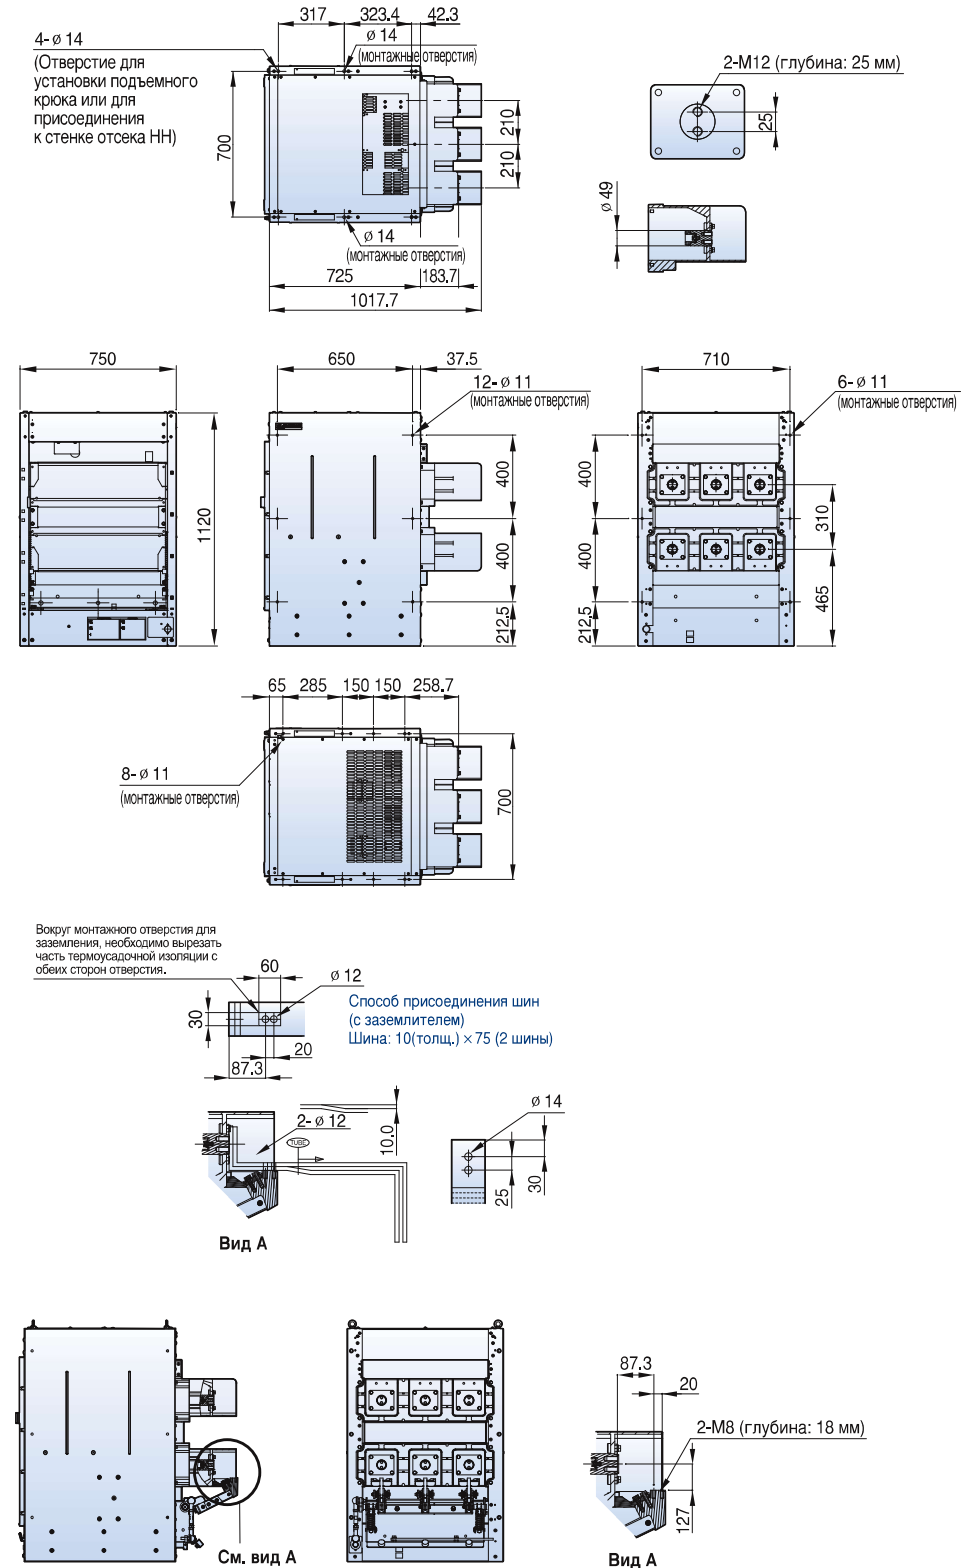 317
323.4
42.3
4-ø 14
(Отверстие для
установки подъемного
крюка или для
присоединения
к стенке отсека НН)
ø 14
(монтажные отверстия)
700
210
210
ø 14
(монтажные отверстия)
725
183.7
1017.7
2-M12 (глубина: 25 мм)
25
ø 49
750
1120
650
37.5
12-ø 11
(монтажные отверстия)
400
400
212.5
710
6-ø 11
(монтажные отверстия)
400
400
212.5
310
465
65
285
150
150
258.7
8-ø 11
(монтажные отверстия)
700
Вокруг монтажного отверстия для
заземления, необходимо вырезать
часть термоусадочной изоляции с
обеих сторон отверстия.
60
ø 12
30
20
87.3
Способ присоединения шин
(с заземлителем)
Шина: 10(толщ.) × 75 (2 шины)
2-ø 12
TUBE
10.0
ø 14
25
30
Вид А
См. вид А
87.3
20
2-M8 (глубина: 18 мм)
127
Вид А